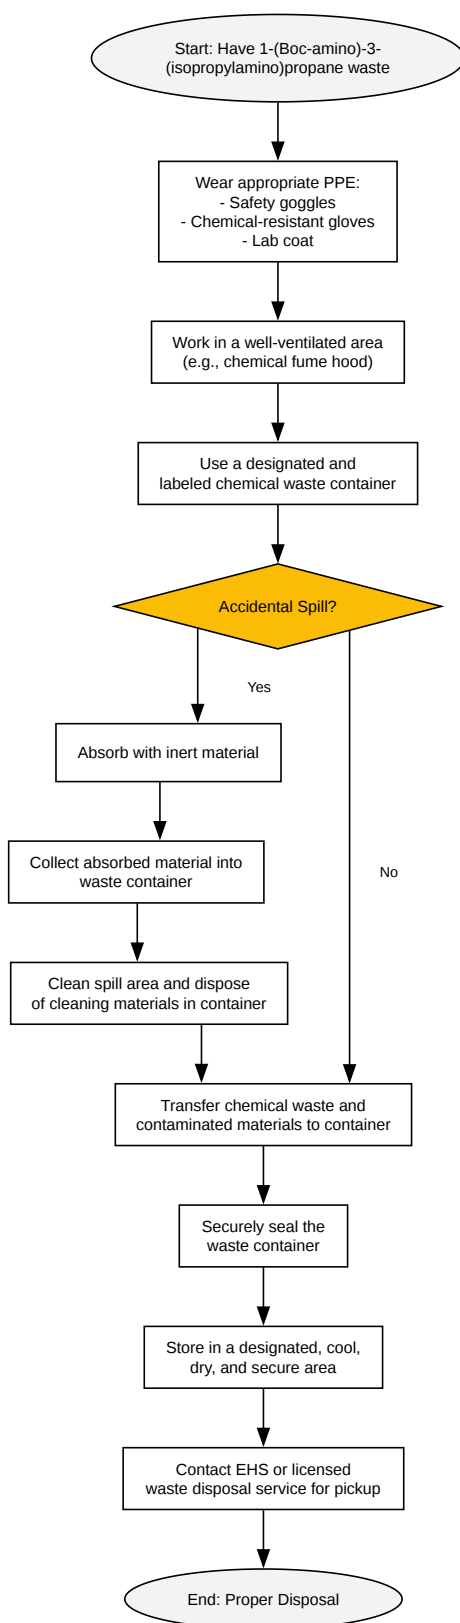 Start: Have 1-(Boc-amino)-3-
(isopropylamino)propane waste
Wear appropriate PPE:
- Safety goggles
- Chemical-resistant gloves
- Lab coat
Work in a well-ventilated area
(e.g., chemical fume hood)
Use a designated and
labeled chemical waste container
Accidental Spill?
Yes
Absorb with inert material
Collect absorbed material into
waste container
No
Clean spill area and dispose
of cleaning materials in container
Transfer chemical waste and
contaminated materials to container
Securely seal the
waste container
Store in a designated, cool,
dry, and secure area
Contact EHS or licensed
waste disposal service for pickup
End: Proper Disposal